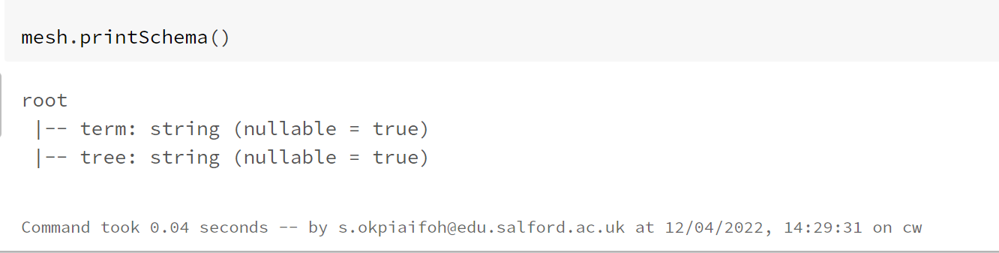 mesh.printSchema()
root
|-- term: string (nullable = true)
|-- tree: string (nullable = true)
Command took 0.04 seconds -- by s.okpiaifoh@edu.salford.ac.uk at 12/04/2022, 14:29:31 on cw